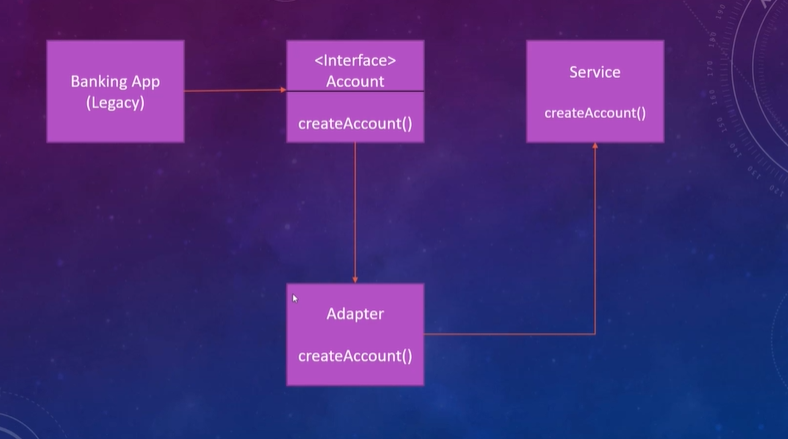 Banking App
(Legacy)
<Interface>
Account
createAccount()
Service
createAccount()
Adapter
createAccount()